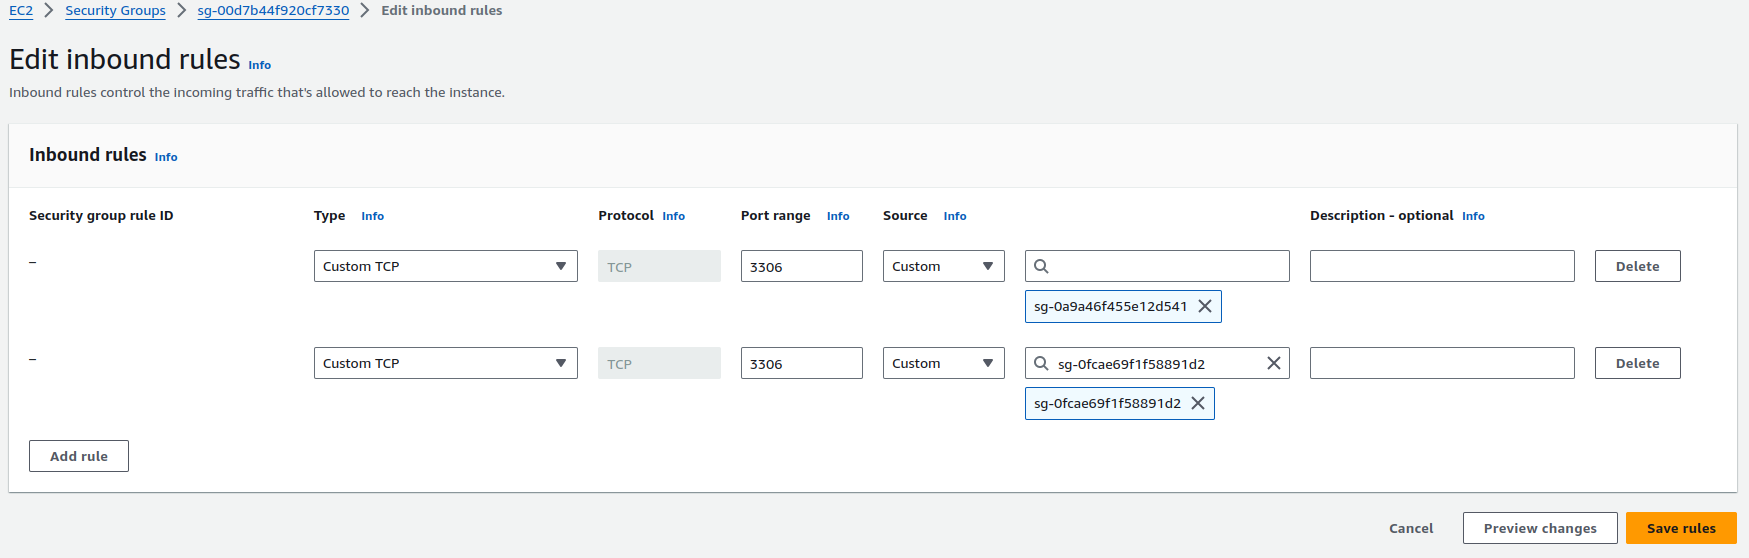 EC2 > Security Groups > sg-00d7b44f920cf7330 > Edit inbound rules
Edit inbound rules Info
Inbound rules control the incoming traffic that's allowed to reach the instance.
Inbound rules Info
Security group rule ID Type Info Protocol Info Port range Info Source Info Description - optional Info
– Custom TCP TCP 3306 Custom Delete
sg-0a9a46f455e12d541
– Custom TCP TCP 3306 Custom sg-0fcae69f1f58891d2 Delete
sg-0fcae69f1f58891d2
Add rule
Cancel Preview changes Save rules